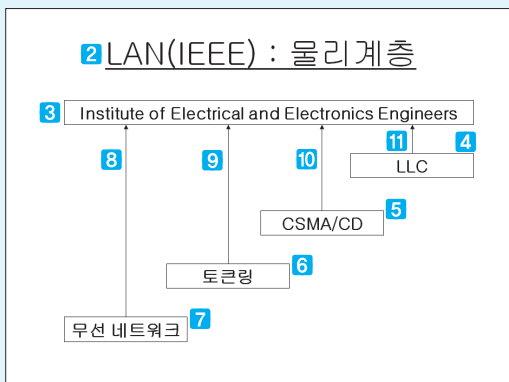 2 LAN(IEEE) : 물리계층
3 Institute of Electrical and Electronics Engineers
8 9 10 11 4
LLC
5
CSMA/CD
6
토큰링
7
무선 네트워크